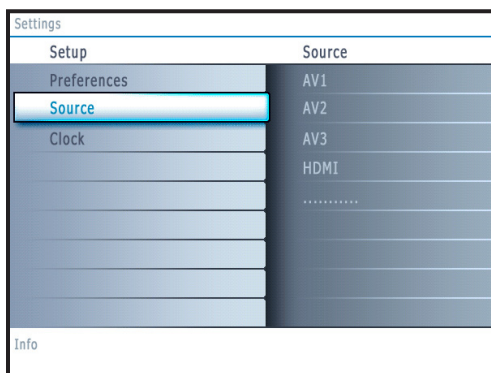 Settings
Setup
Source
Preferences
AV1
Source
AV2
Clock
AV3
HDMI
...........
Info